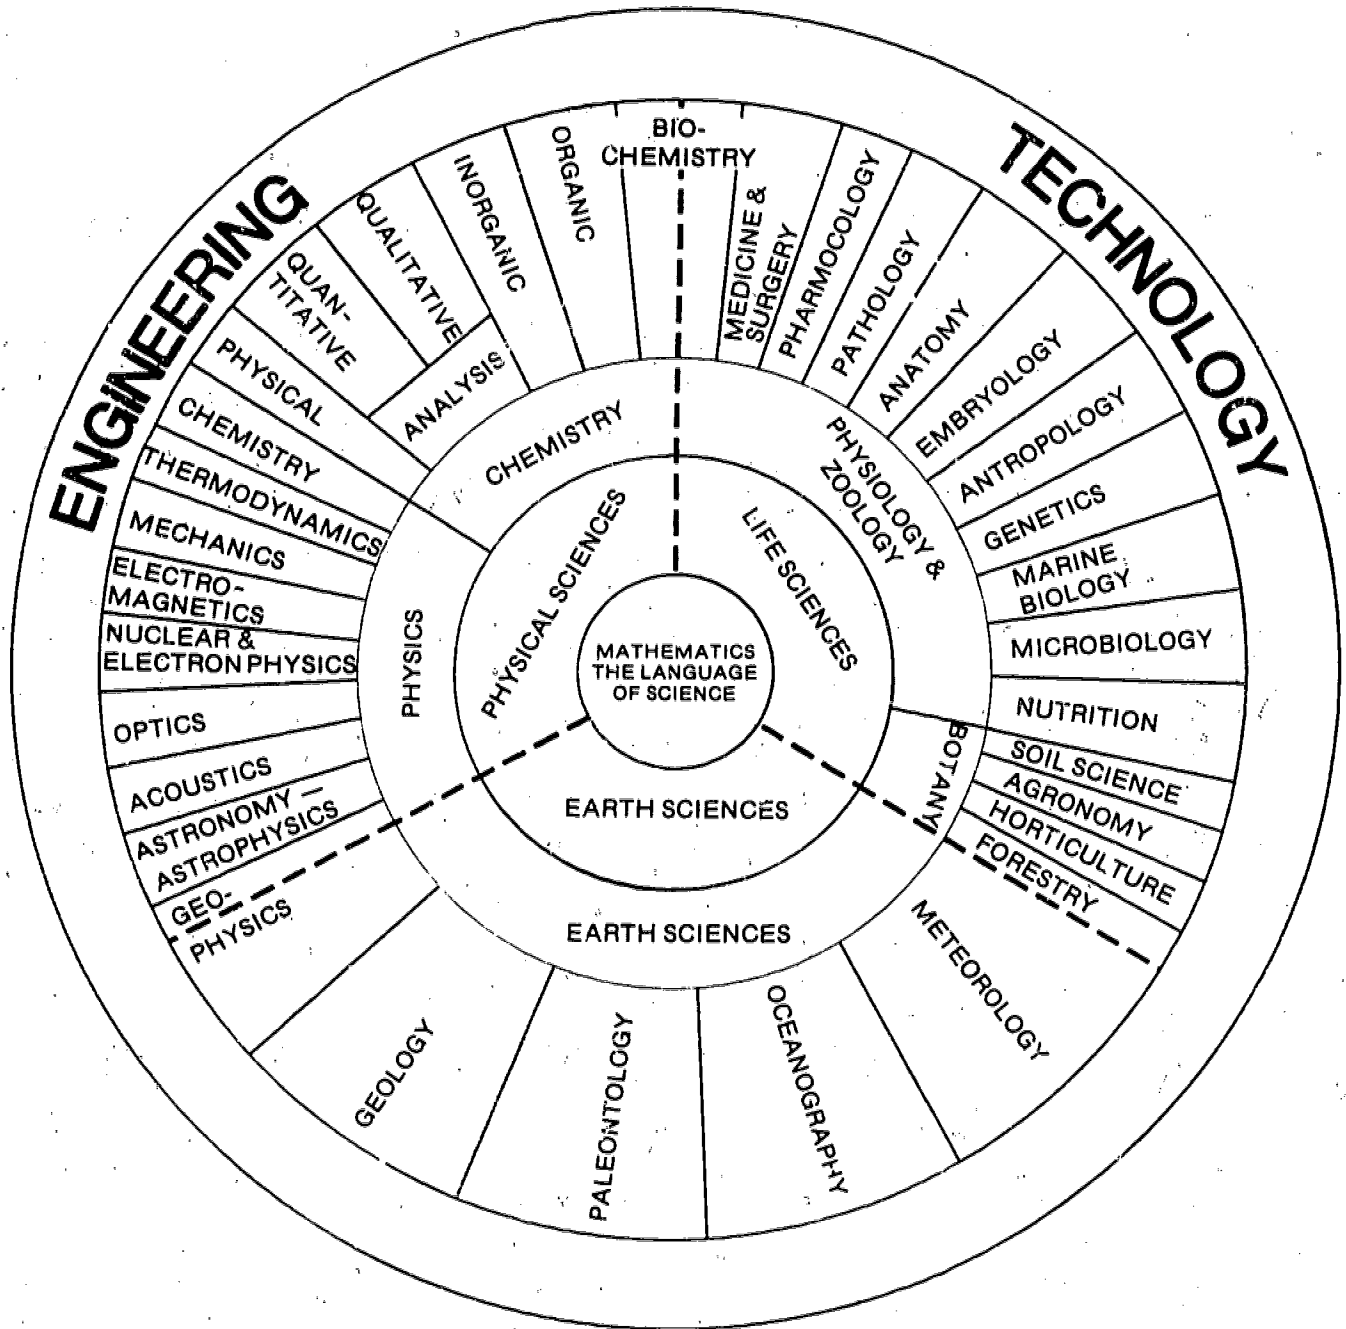 ENGINEERING
TECHNOLOGY
BIO-
CHEMISTRY
ORGANIC
INORGANIC
QUALITATIVE
QUAN-
TITATIVE
ANALYSIS
PHYSICAL
CHEMISTRY
THERMODYNAMICS
MECHANICS
ELECTRO-
MAGNETICS
NUCLEAR &
ELECTRON PHYSICS
OPTICS
ACOUSTICS
ASTRONOMY —
ASTROPHYSICS
GEO-
PHYSICS
GEOLOGY
PALEONTOLOGY
OCEANOGRAPHY
METEOROLOGY
FORESTRY
HORTICULTURE
AGRONOMY
SOIL SCIENCE
NUTRITION
MICROBIOLOGY
MARINE
BIOLOGY
GENETICS
ANTROPOLOGY
EMBRYOLOGY
ANATOMY
PATHOLOGY
PHARMOCOLOGY
MEDICINE &
SURGERY
CHEMISTRY
PHYSICS
PHYSIOLOGY &
ZOOLOGY
BOTANY
EARTH SCIENCES
PHYSICAL SCIENCES
LIFE SCIENCES
EARTH SCIENCES
MATHEMATICS
THE LANGUAGE
OF SCIENCE